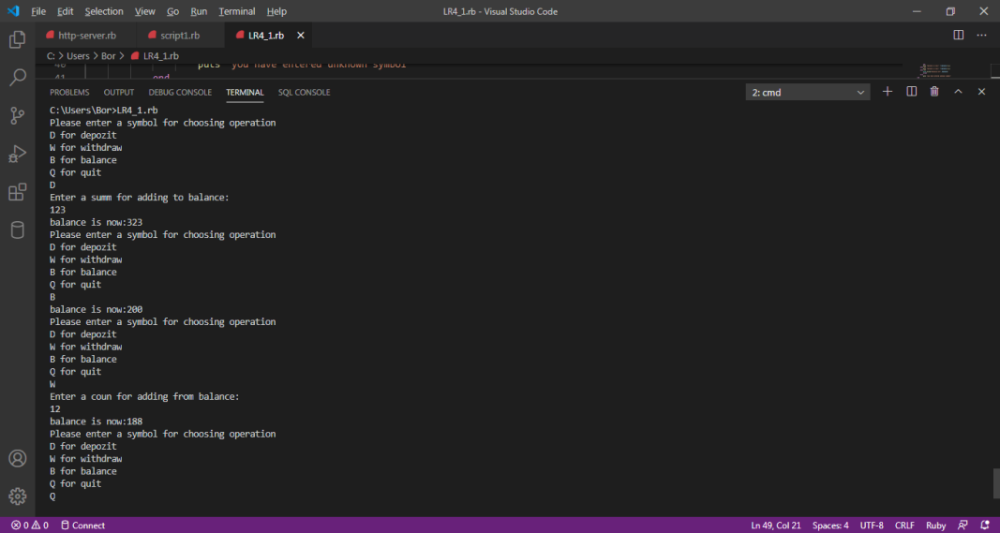 File Edit Selection View Go Run Terminal Help LR4_1.rb - Visual Studio Code
http-server.rb script1.rb LR4_1.rb
C: > Users > Bor > LR4_1.rb
40 puts "you have entered unknown symbol"
41 end
PROBLEMS OUTPUT DEBUG CONSOLE TERMINAL SQL CONSOLE 2: cmd
C:\Users\Bor>LR4_1.rb
Please enter a symbol for choosing operation
D for depozit
W for withdraw
B for balance
Q for quit
D
Enter a summ for adding to balance:
123
balance is now:323
Please enter a symbol for choosing operation
D for depozit
W for withdraw
B for balance
Q for quit
B
balance is now:200
Please enter a symbol for choosing operation
D for depozit
W for withdraw
B for balance
Q for quit
W
Enter a coun for adding from balance:
12
balance is now:188
Please enter a symbol for choosing operation
D for depozit
W for withdraw
B for balance
Q for quit
Q
0 0 Connect Ln 49, Col 21 Spaces: 4 UTF-8 CRLF Ruby